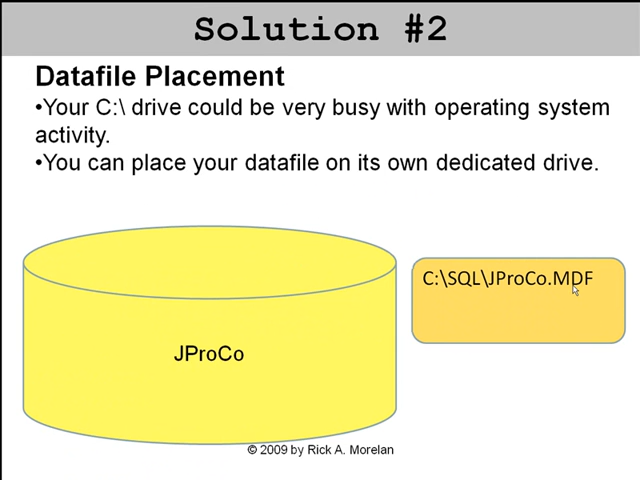 Solution #2
Datafile Placement
•Your C:\ drive could be very busy with operating system
activity.
•You can place your datafile on its own dedicated drive.
C:\SQL\JProCo.MDF
JProCo
© 2009 by Rick A. Morelan